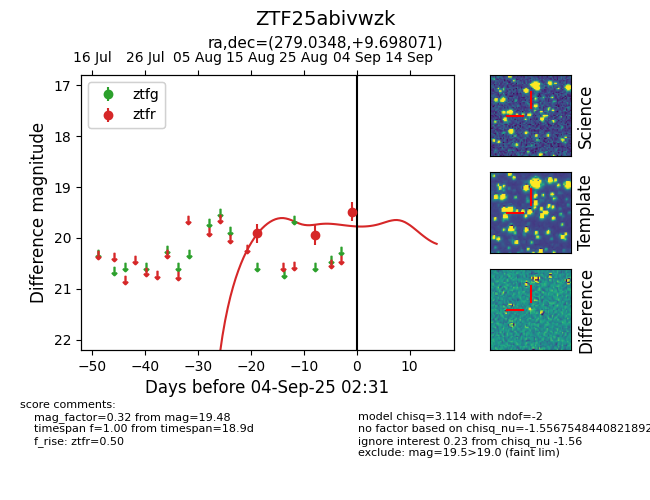 ZTF25abivwzk
ra,dec=(279.0348,+9.698071)
16 Jul 26 Jul 05 Aug 15 Aug 25 Aug 04 Sep 14 Sep
ztfg
ztfr
17
18
19
20
21
22
Difference magnitude
−50 −40 −30 −20 −10 0 10
Days before 04-Sep-25 02:31
Science
Template
Difference
score comments:
mag_factor=0.32 from mag=19.48
timespan f=1.00 from timespan=18.9d
f_rise: ztfr=0.50
model chisq=3.114 with ndof=-2
no factor based on chisq_nu=-1.5567548440821892
ignore interest 0.23 from chisq_nu -1.56
exclude: mag=19.5>19.0 (faint lim)